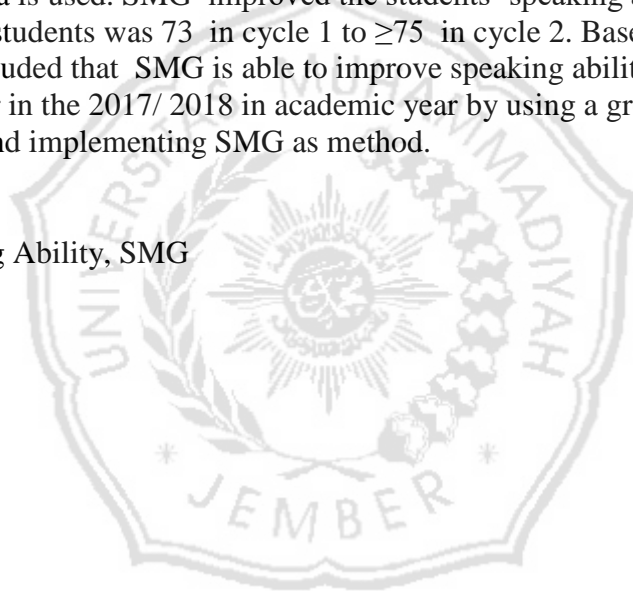 is used. SMG improved the students' speaking
students was 73 in cycle 1 to ≥75 in cycle 2. Base
uded that SMG is able to improve speaking abilit
in the 2017/ 2018 in academic year by using a gr
nd implementing SMG as method.
g Ability, SMG
UNIVERSITAS MUHAMMADIYAH
JEMBER